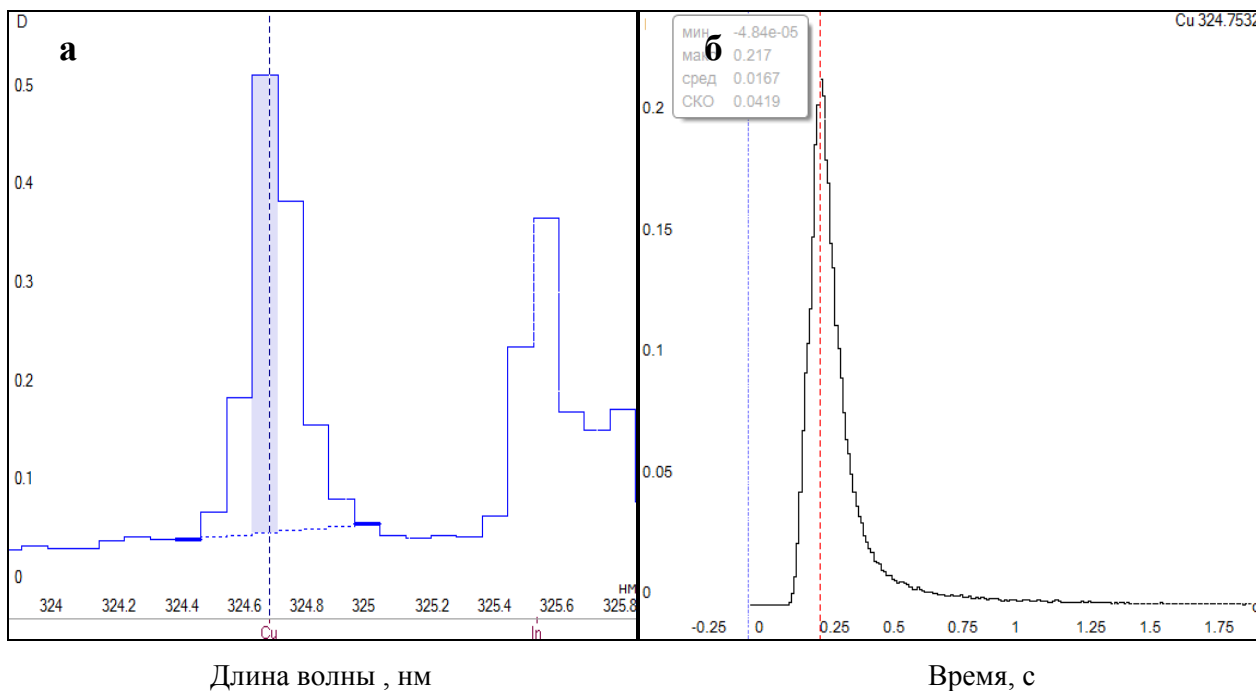 D
а
0.5
0.4
0.3
0.2
0.1
0
нм
324 324.2 324.4 324.6 324.8 325 325.2 325.4 325.6 325.8
Cu In
Cu 324.7532
б
мин -4.84e-05
мак 0.217
сред 0.0167
СКО 0.0419
0.2
0.15
0.1
0.05
0
с
-0.25 0 0.25 0.5 0.75 1 1.25 1.5 1.75
Длина волны , нм
Время, с